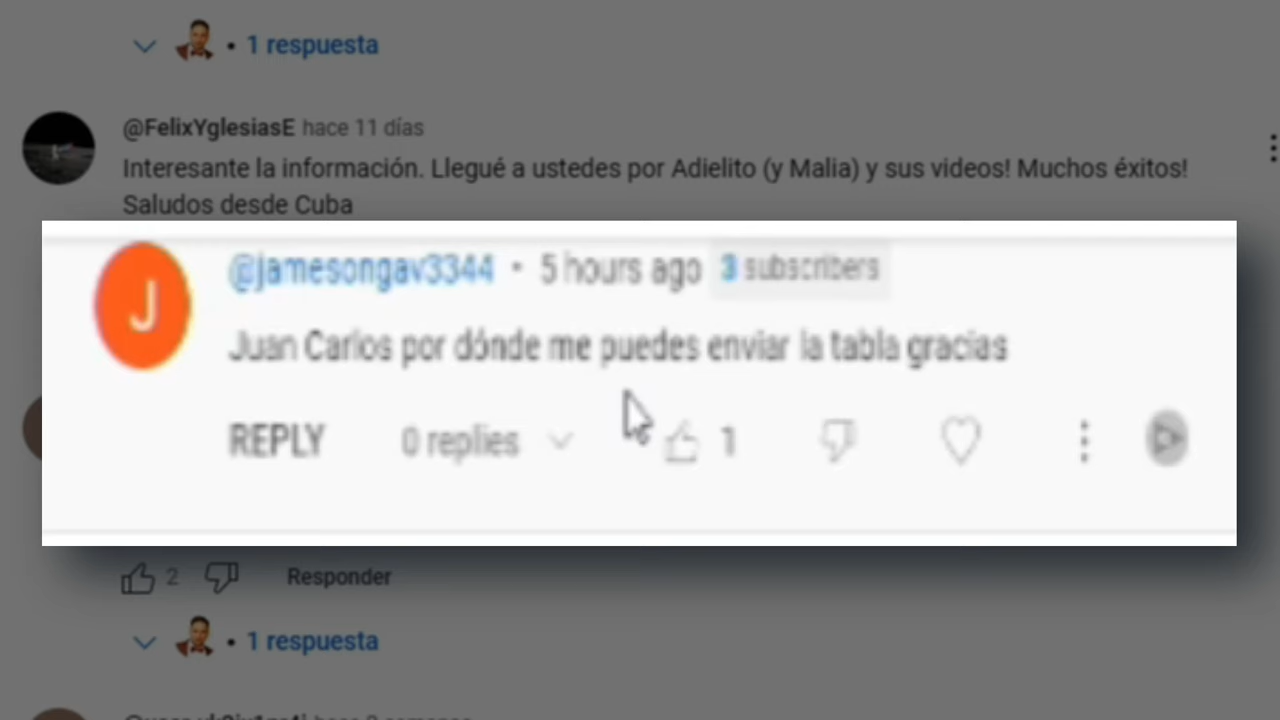 1 respuesta
@FelixYglesiasE hace 11 días
Interesante la información. Llegué a ustedes por Adielito (y Malia) y sus videos! Muchos éxitos!
Saludos desde Cuba
J
@jamesongav3344 • 5 hours ago 3 subscribers
Juan Carlos por dónde me puedes enviar la tabla gracias
REPLY 0 replies 1
2 Responder
1 respuesta